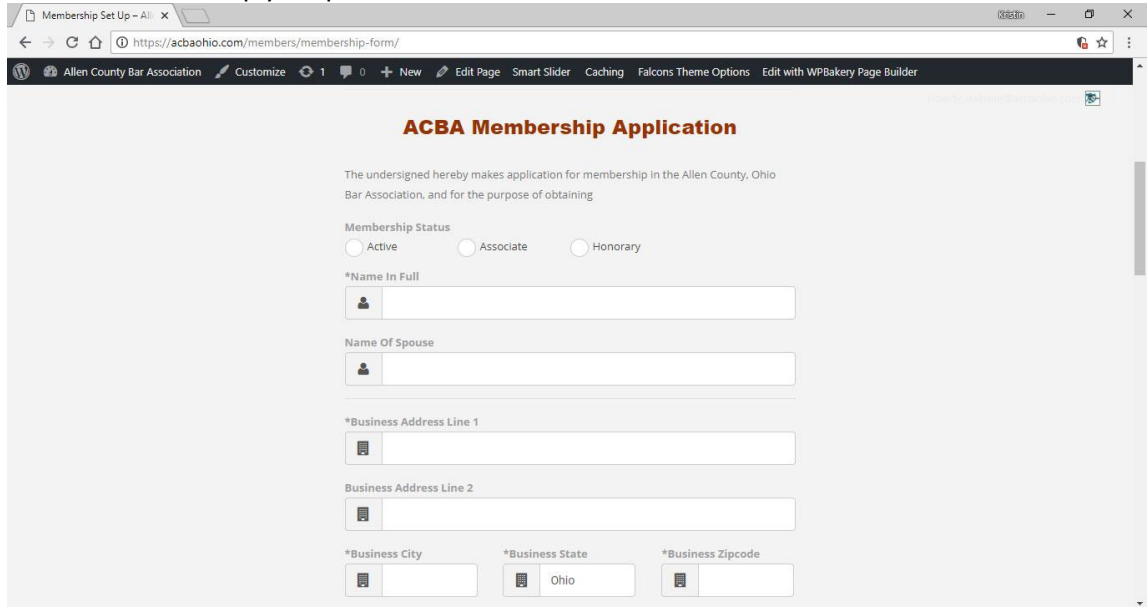 Membership Set Up – All
Kristin
https://acbaohio.com/members/membership-form/
Allen County Bar Association Customize 1 0 + New Edit Page Smart Slider Caching Falcons Theme Options Edit with WPBakery Page Builder
ACBA Membership Application
The undersigned hereby makes application for membership in the Allen County, Ohio
Bar Association, and for the purpose of obtaining
Membership Status
Active Associate Honorary
*Name In Full
Name Of Spouse
*Business Address Line 1
Business Address Line 2
*Business City *Business State *Business Zipcode
Ohio